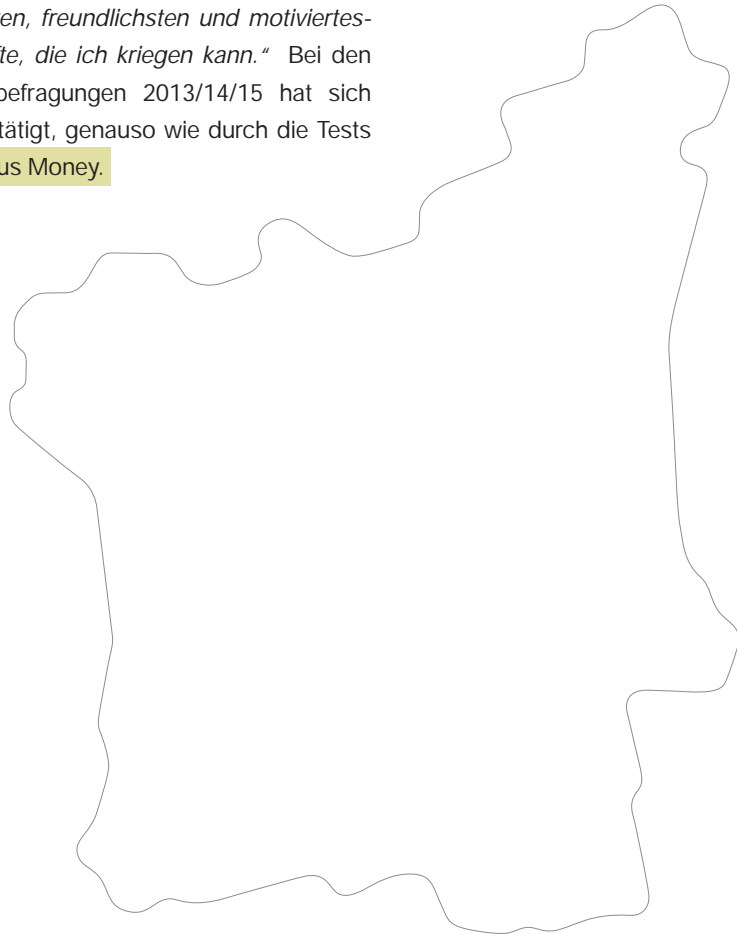 en, freundlichsten und motiviertes-
fte, die ich kriegen kann.“ Bei den
befragungen 2013/14/15 hat sich
tätigt, genauso wie durch die Tests
us Money.